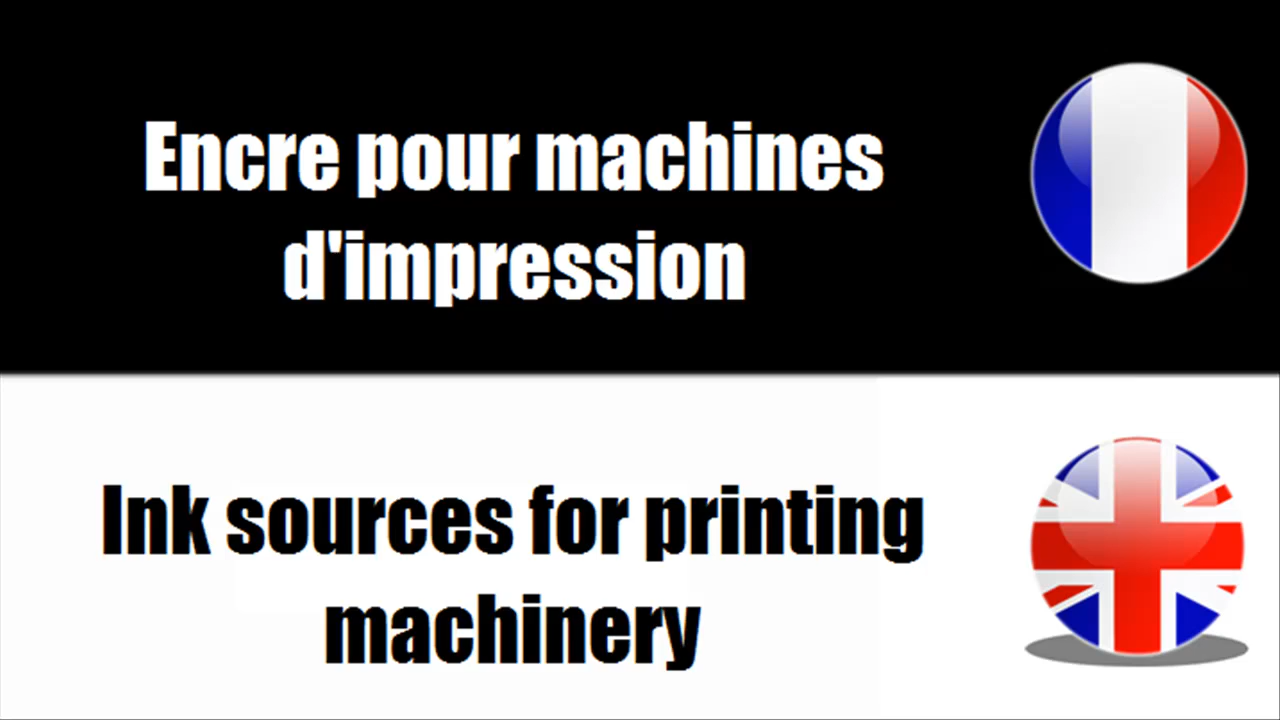 Encre pour machines
d'impression
Ink sources for printing
machinery